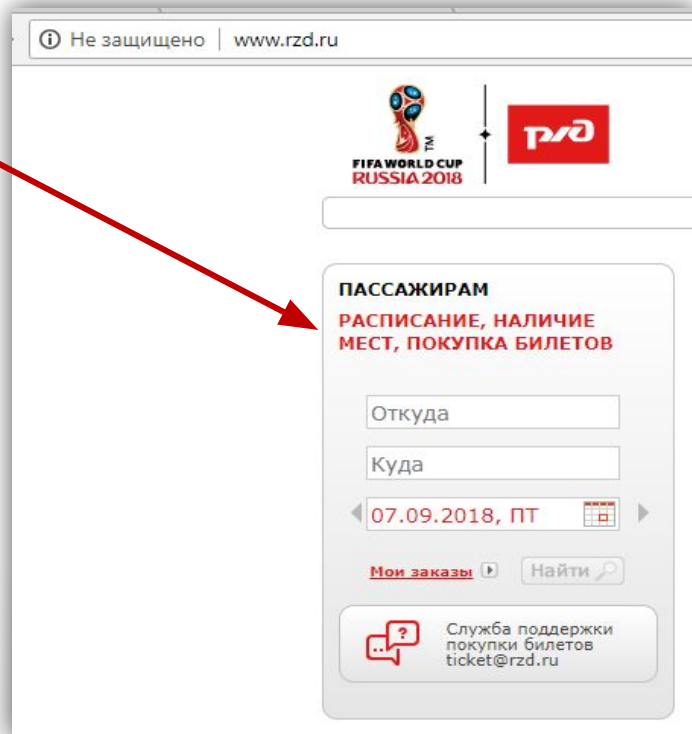 Не защищено | www.rzd.ru
TM
FIFA WORLD CUP
RUSSIA 2018
pжд
ПАССАЖИРАМ
РАСПИСАНИЕ, НАЛИЧИЕ
МЕСТ, ПОКУПКА БИЛЕТОВ
Откуда
Куда
07.09.2018, ПТ
Мои заказы Найти
Служба поддержки
покупки билетов
ticket@rzd.ru